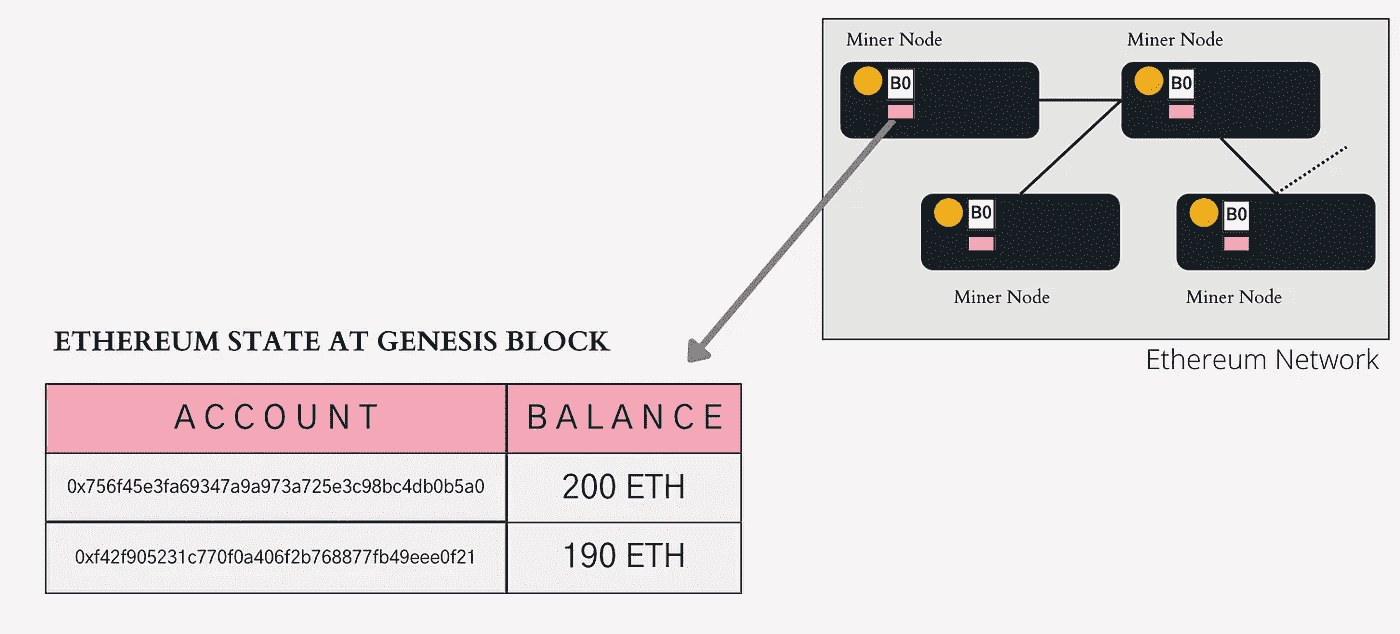 Miner Node
Miner Node
B0
B0
B0
B0
Miner Node
Miner Node
Ethereum Network
ETHEREUM STATE AT GENESIS BLOCK
ACCOUNT BALANCE
0x756f45e3fa69347a9a973a725e3c98bc4db0b5a0 200 ETH
0xf42f905231c770f0a406f2b768877fb49eee0f21 190 ETH